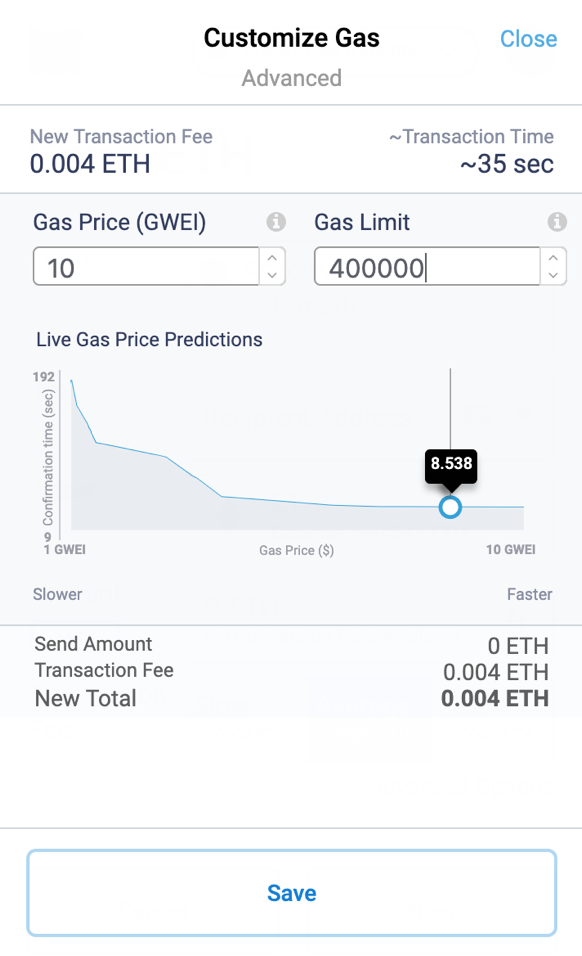 Customize Gas
Close
Advanced
New Transaction Fee
~Transaction Time
0.004 ETH
~35 sec
Gas Price (GWEI)
Gas Limit
10
400000
Live Gas Price Predictions
192
Confirmation time (sec)
8.538
9
1 GWEI
Gas Price ($)
10 GWEI
Slower
Faster
Send Amount
0 ETH
Transaction Fee
0.004 ETH
New Total
0.004 ETH
Save